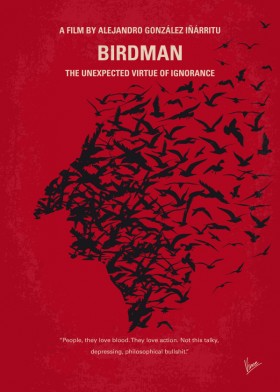 A FILM BY ALEJANDRO GONZÁLEZ IÑÁRRITU
BIRDMAN
THE UNEXPECTED VIRTUE OF IGNORANCE
"People, they love blood. They love action. Not this talky,
depressing, philosophical bullshit."